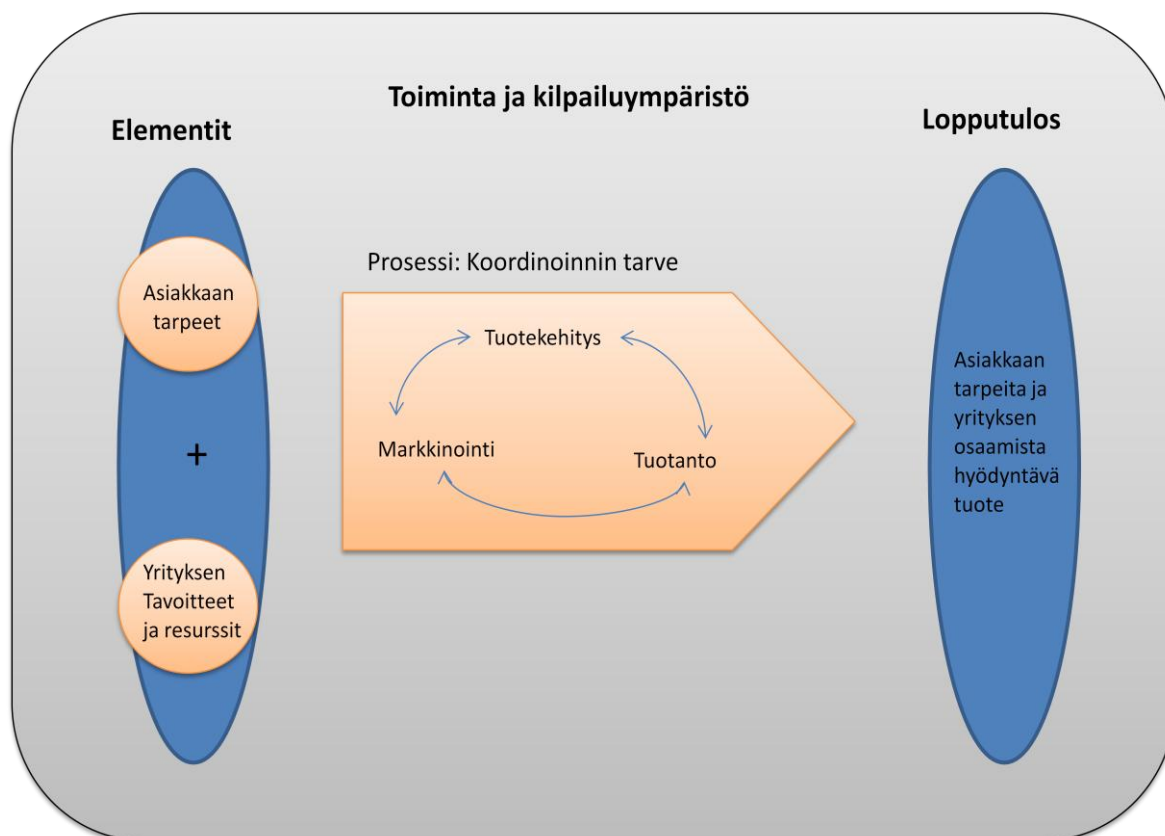 Toiminta ja kilpailuympäristö
Elementit
Lopputulos
Asiakkaan
tarpeet
+
Yrityksen
Tavoitteet
ja resurssit
Prosessi: Koordinoinnin tarve
Tuotekehitys
Markkinointi
Tuotanto
Asiakkaan
tarpeita ja
yrityksen
osaamista
hyödyntävä
tuote